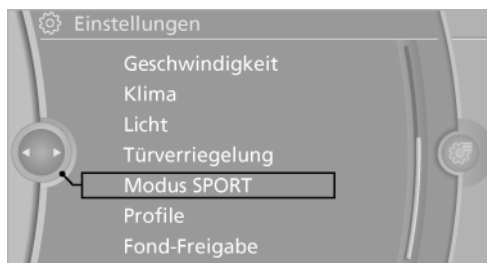 Einstellungen
Geschwindigkeit
Klima
Licht
Türverriegelung
Modus SPORT
Profile
Fond-Freigabe